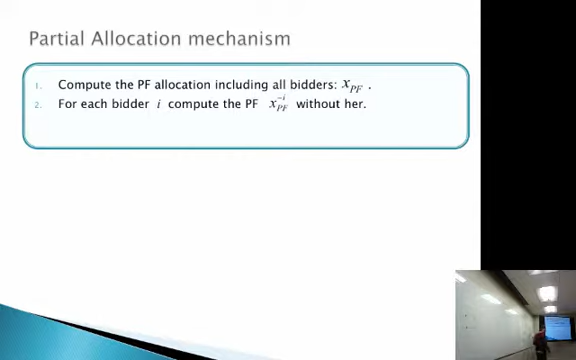 Partial Allocation mechanism
1. Compute the PF allocation including all bidders: x_PF .
2. For each bidder i compute the PF x_PF^-i without her.